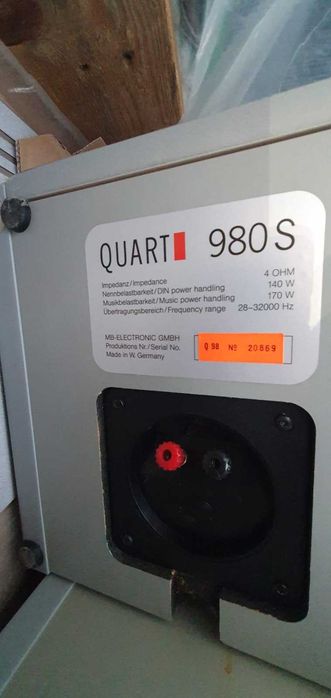 QUART 980 S
Impedanz/Impedance 4 OHM
Nennbelastbarkeit/DIN power handling 140 W
Musikbelastbarkeit/Music power handling 170 W
Übertragungsbereich/Frequency range 28–32000 Hz
MB-ELECTRONIC GMBH
Produktions Nr./Serial No. Q 98 № 20869
Made in W. Germany